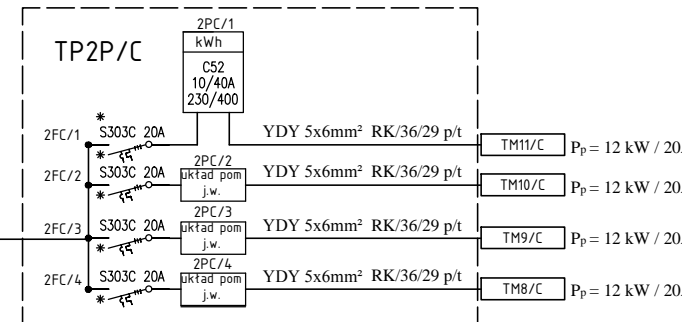 2PC/1
kWh
TP2P/C
C52
10/40A
230/400
*
2FC/1 S303C 20A YDY 5x6mm² RK/36/29 p/t TM11/C Pp = 12 kW / 20
*
2PC/2
2FC/2 S303C 20A układ pom YDY 5x6mm² RK/36/29 p/t TM10/C Pp = 12 kW / 20
* j.w.
2PC/3
2FC/3 S303C 20A układ pom YDY 5x6mm² RK/36/29 p/t TM9/C Pp = 12 kW / 20
* j.w.
2PC/4
2FC/4 S303C 20A układ pom YDY 5x6mm² RK/36/29 p/t TM8/C Pp = 12 kW / 20
* j.w.